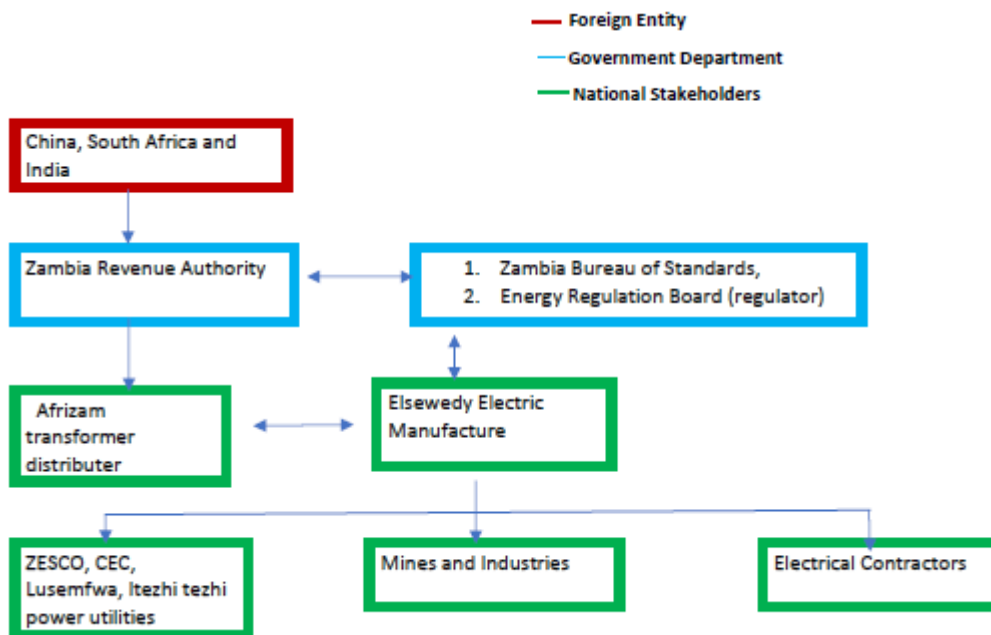 Foreign Entity
Government Department
National Stakeholders
China, South Africa and
India
Zambia Revenue Authority
1. Zambia Bureau of Standards,
2. Energy Regulation Board (regulator)
Afrizam
transformer
distributer
Elsewedy Electric
Manufacture
ZESCO, CEC,
Lusemfwa, Itezhi tezhi
power utilities
Mines and Industries
Electrical Contractors